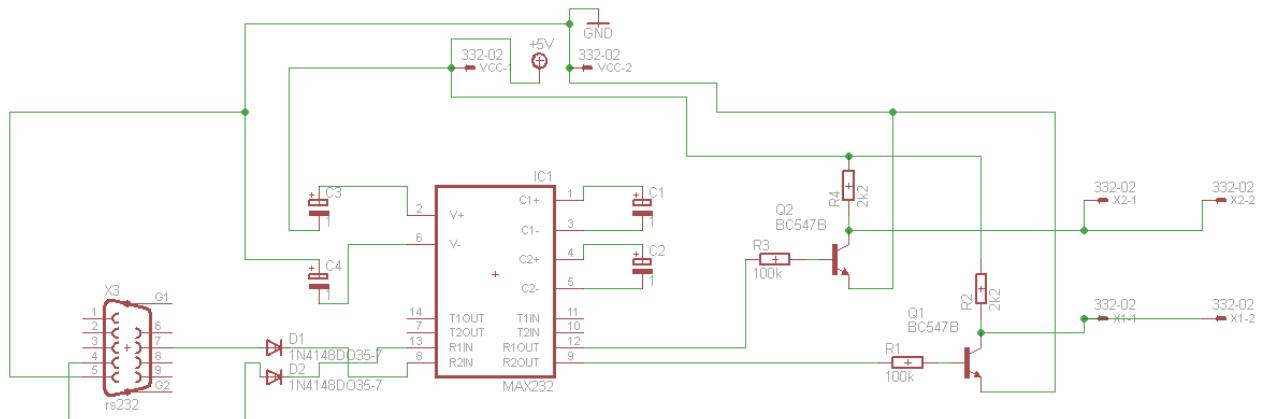 GND
+5V
332-02
VCC-1
332-02
VCC-2
IC1
C3
+
1
2
V+
C1+
1
+
C1
1
C1-
3
6
V-
C2+
4
+
C2
1
C4
+
1
C2-
5
+
14
T1OUT
T1IN
11
7
T2OUT
T2IN
10
13
R1IN
R1OUT
12
8
R2IN
R2OUT
9
MAX232
X3
G1
1
2
3
4
5
+
6
7
8
9
G2
rs232
D1
1N4148DO35-7
D2
1N4148DO35-7
R4
2k2
Q2
BC547B
R3
100k
R2
2k2
Q1
BC547B
R1
100k
332-02
X2-1
332-02
X2-2
332-02
X1-1
332-02
X1-2